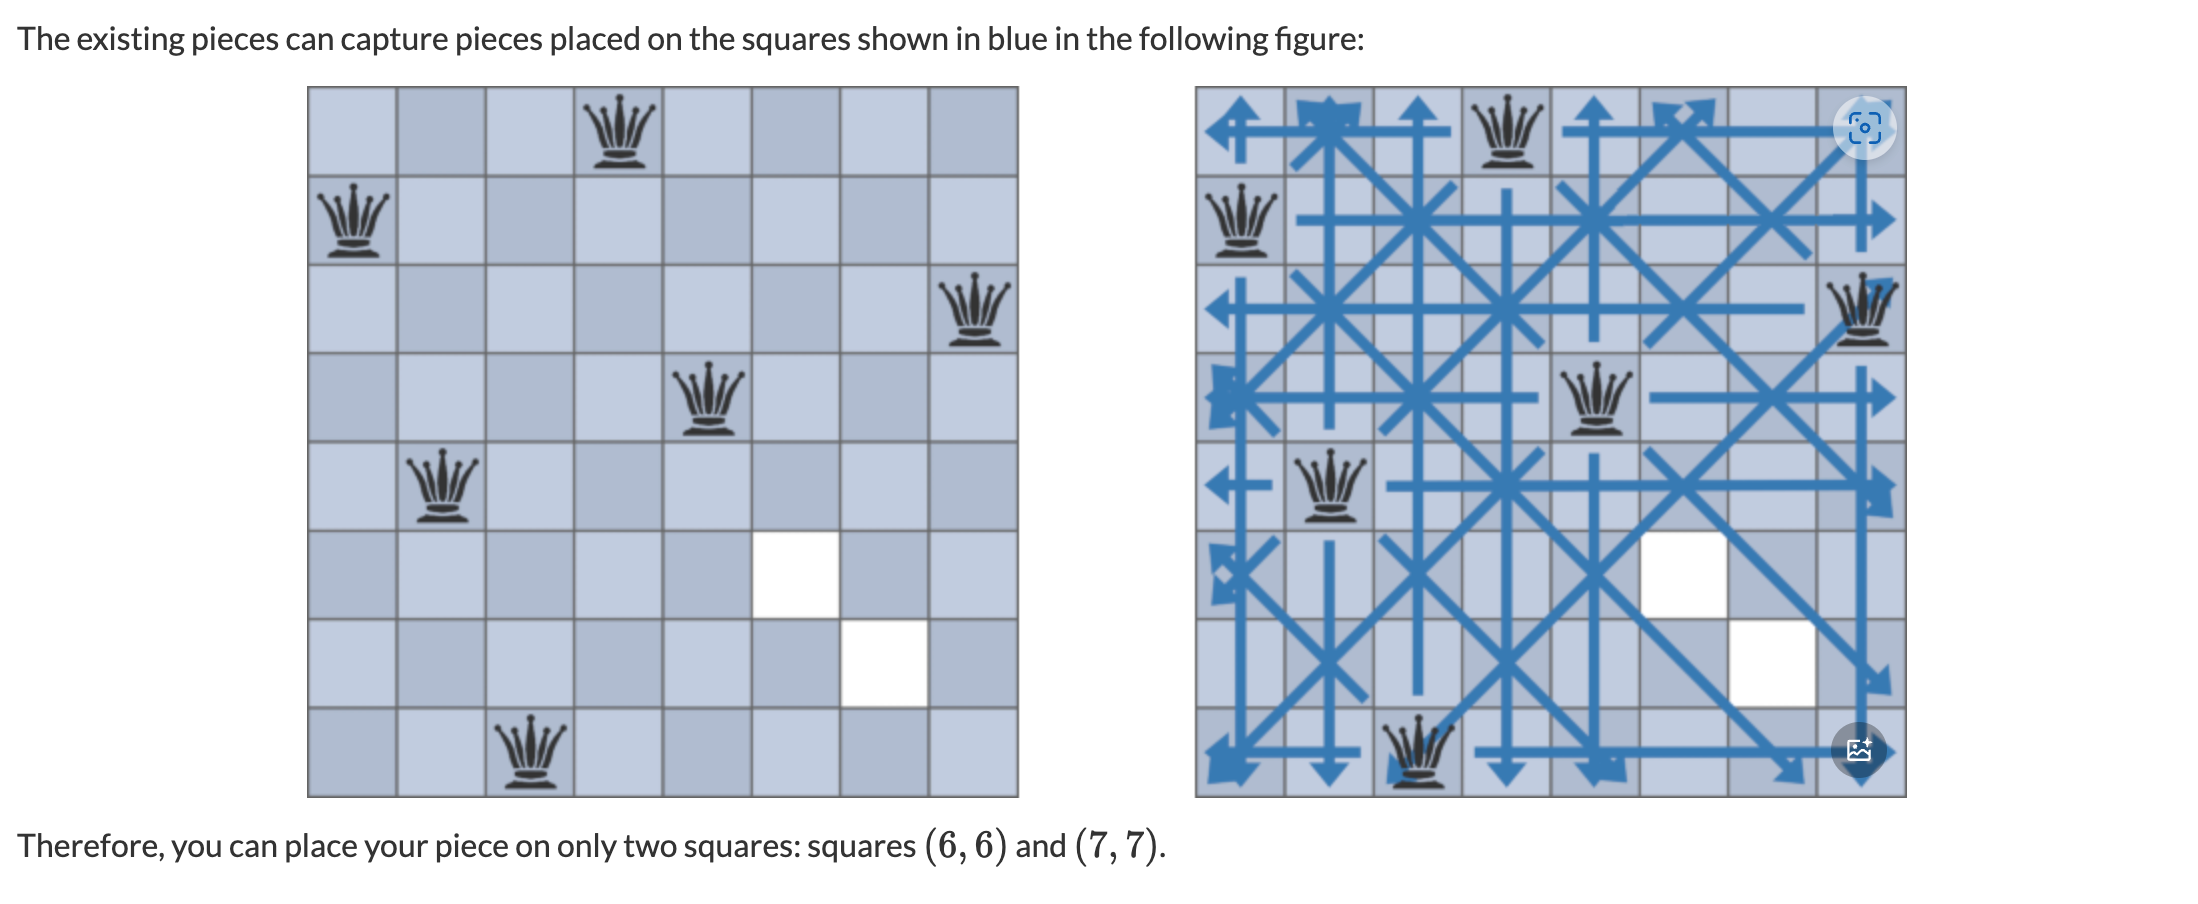 The existing pieces can capture pieces placed on the squares shown in blue in the following figure:
Therefore, you can place your piece on only two squares: squares (6, 6) and (7, 7).